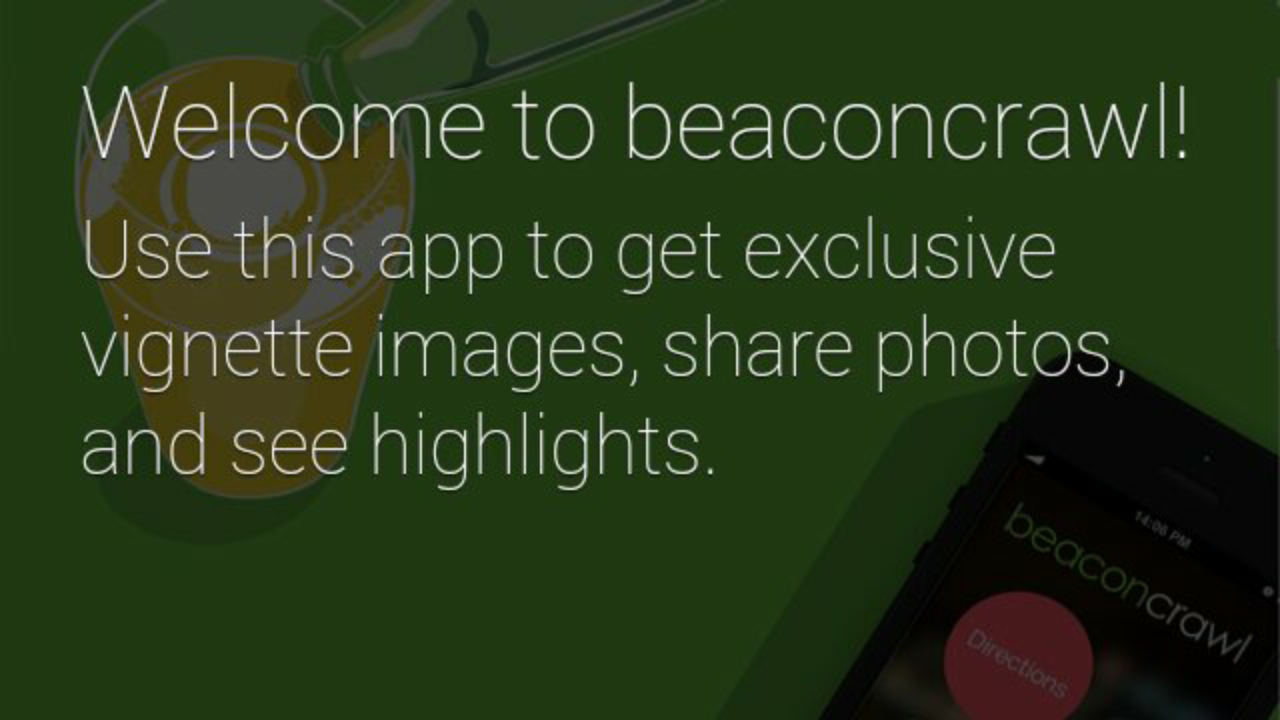 Welcome to beaconcrawl!
Use this app to get exclusive
vignette images, share photos,
and see highlights.
14:06 PM
beaconcrawl
Directions